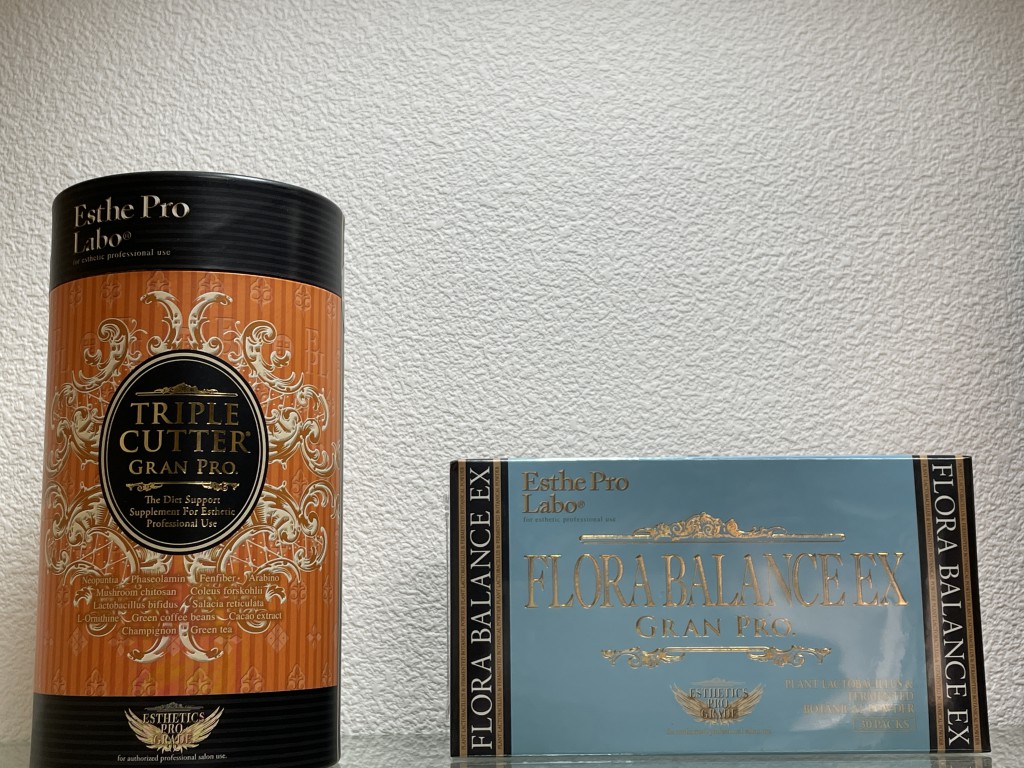 Esthe Pro
Labo®
for esthetic professional use
TRIPLE
CUTTER®
GRAN PRO.
The Diet Support
Supplement For Esthetic
Professional Use
Neopuntia Phaseolamin Fenfiber Arabino
Mushroom chitosan Coleus forskohlii
Lactobacillus bifidus Salacia reticulata
L-Ornithine Green coffee beans Cacao extract
Champignon Green tea
ESTHETICS
PRO
GRADE
for authorized professional salon use.
FLORA BALANCE EX
Esthe Pro
Labo®
For esthetic professional use
FLORA BALANCE EX
GRAN PRO.
ESTHETICS
PRO
GRADE
PLANT LACTOBACILLUS &
FERMENTED
BOTANICAL POWDER
30 PACKS
FLORA BALANCE EX